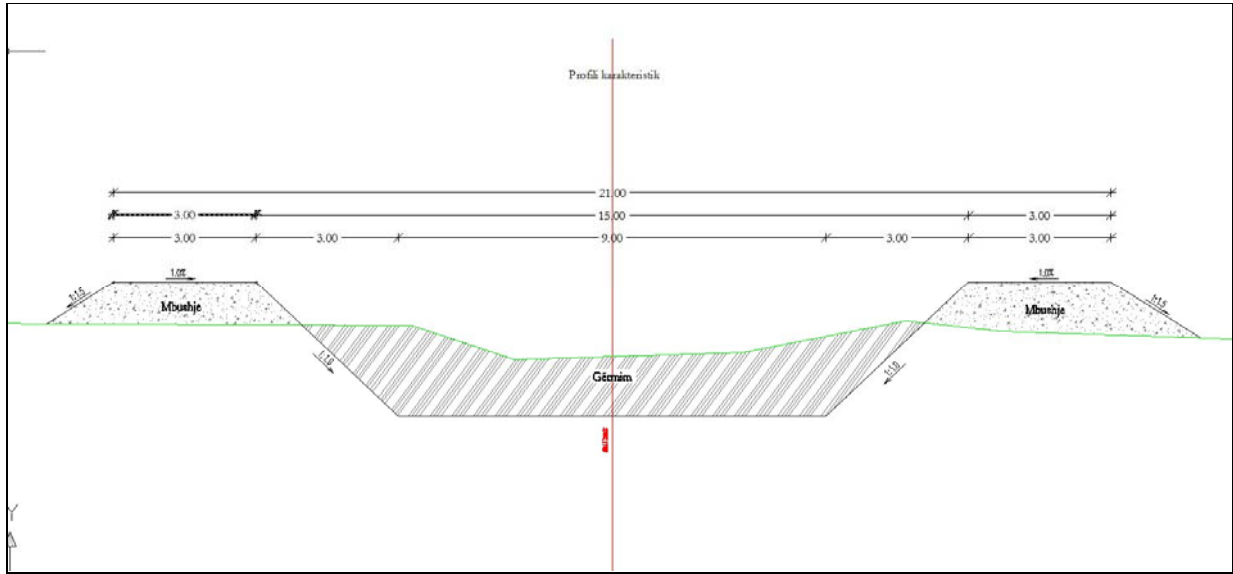 Profili karakteristik
21.00
3.00 15.00 3.00
3.00 3.00 9.00 3.00 3.00
1.0% 1.0%
1:1.5 Mbushje Mbushje 1:1.5
1:1.0 Gërmim 1:1.0
Y